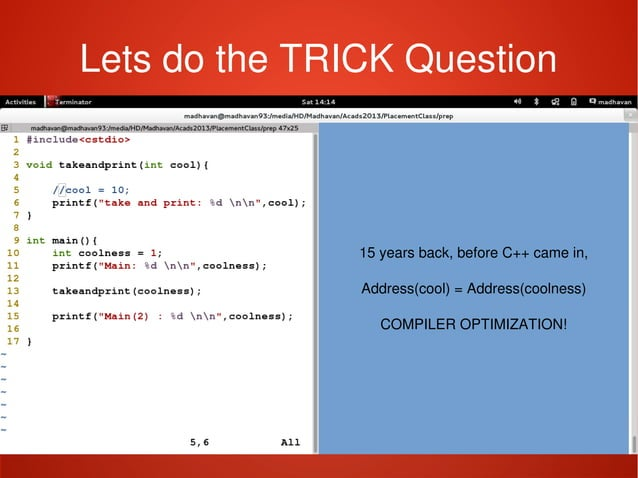 Lets do the TRICK Question
Activities Terminator Sat 14:14 madhavan
madhavan@madhavan93:/media/HD/Madhavan/Acads2013/PlacementClass/prep
madhavan@madhavan93:/media/HD/Madhavan/Acads2013/PlacementClass/prep 47x25
1 #include<cstdio>
2
3 void takeandprint(int cool){
4
5     //cool = 10;
6     printf("take and print: %d \n\n",cool);
7 }
8
9 int main(){
10     int coolness = 1;
11     printf("Main: %d \n\n",coolness);
12
13     takeandprint(coolness);
14
15     printf("Main(2) : %d \n\n",coolness);
16
17 }
~
~
~
~
~
~
~
5,6 All
15 years back, before C++ came in,
Address(cool) = Address(coolness)
COMPILER OPTIMIZATION!